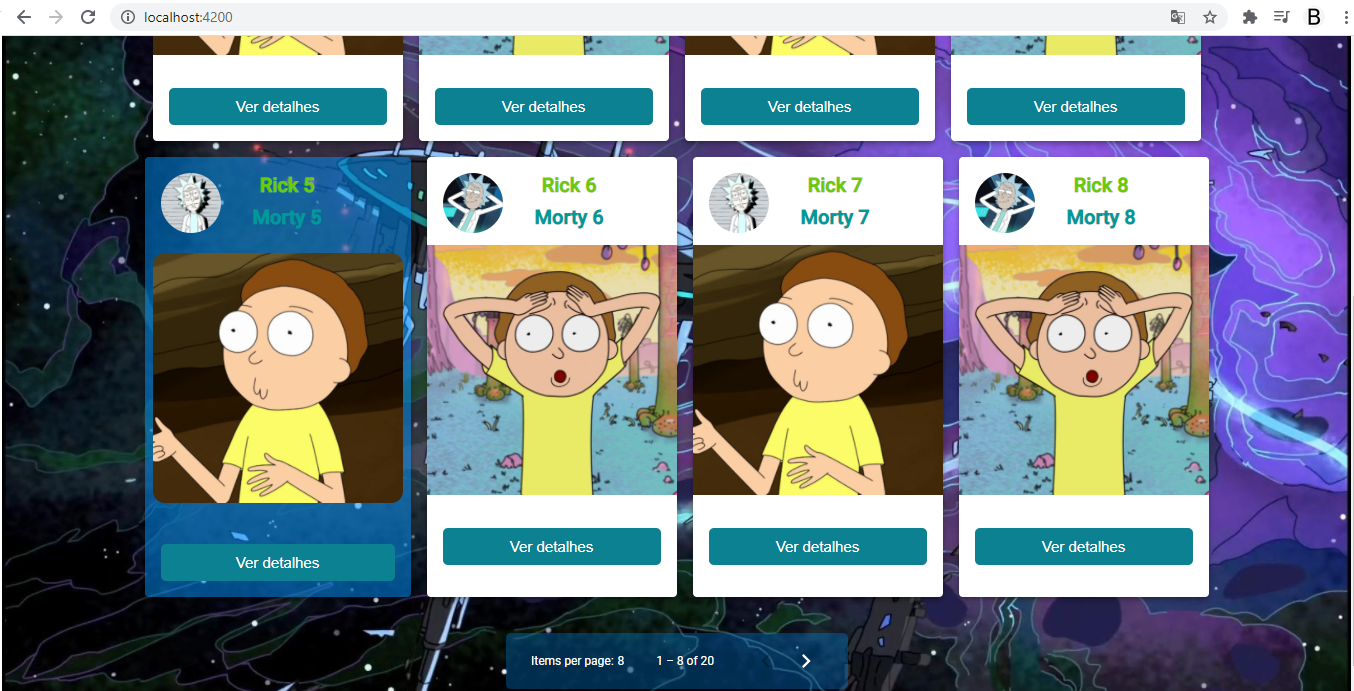 localhost:4200
B
Ver detalhes Ver detalhes Ver detalhes Ver detalhes
Rick 5 Rick 6 Rick 7 Rick 8
Morty 5 Morty 6 Morty 7 Morty 8
Ver detalhes Ver detalhes Ver detalhes Ver detalhes
Items per page: 8 1 – 8 of 20